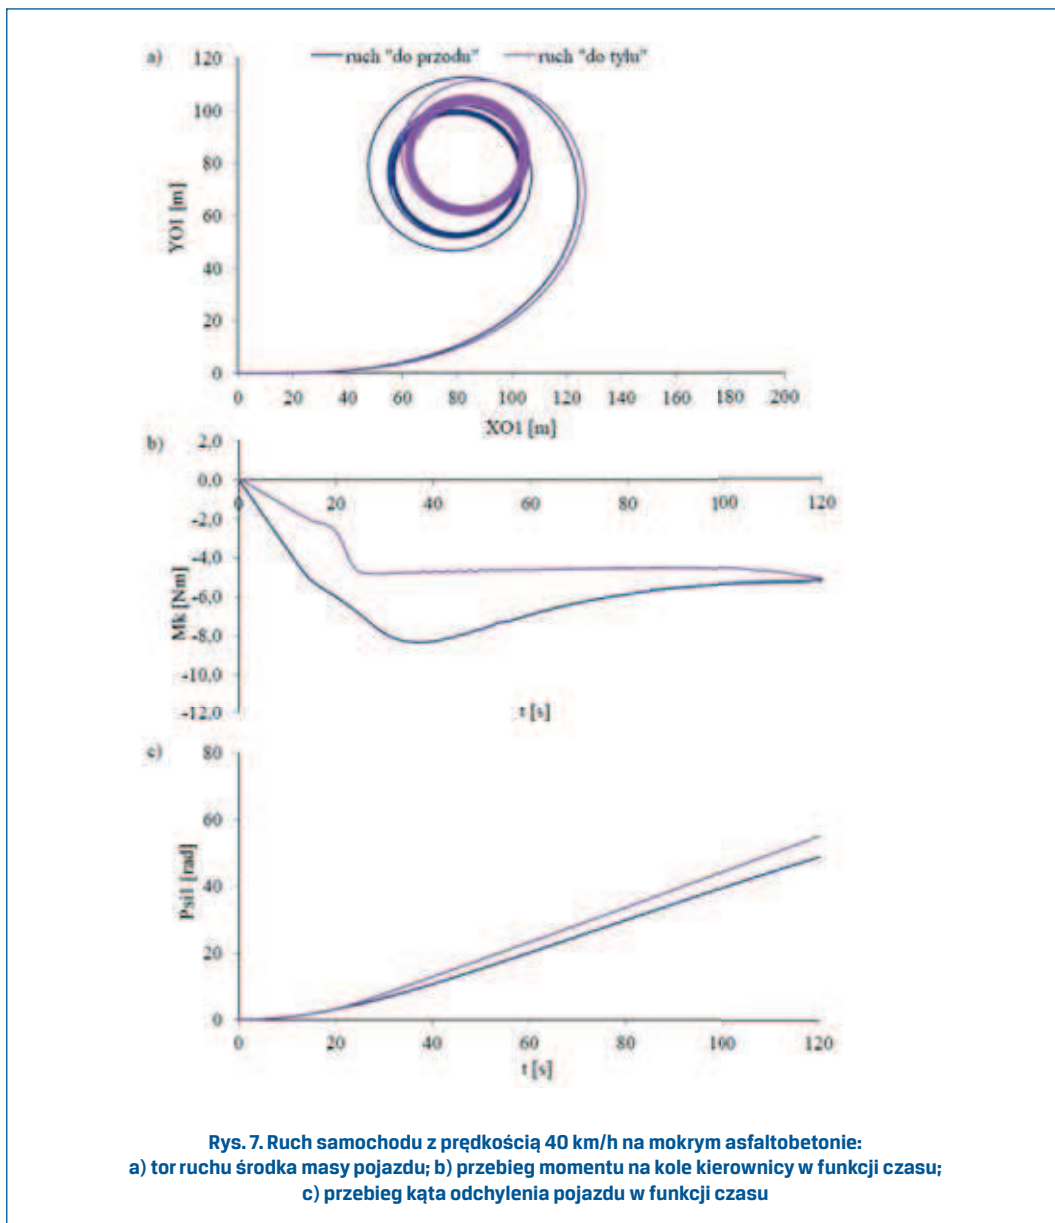 a) 120 ruch "do przodu" ruch "do tyłu"
100
80
60
40
20
0
YO1 [m]
0 20 40 60 80 100 120 140 160 180 200
XO1 [m]
b) 2,0
0,0
-2,0
-4,0
-6,0
-8,0
-10,0
-12,0
Mk [Nm]
0 20 40 60 80 100 120
t [s]
c) 80
60
40
20
0
Psi1 [rad]
0 20 40 60 80 100 120
t [s]
Rys. 7. Ruch samochodu z prędkością 40 km/h na mokrym asfaltobetonie:
a) tor ruchu środka masy pojazdu; b) przebieg momentu na kole kierownicy w funkcji czasu;
c) przebieg kąta odchylenia pojazdu w funkcji czasu